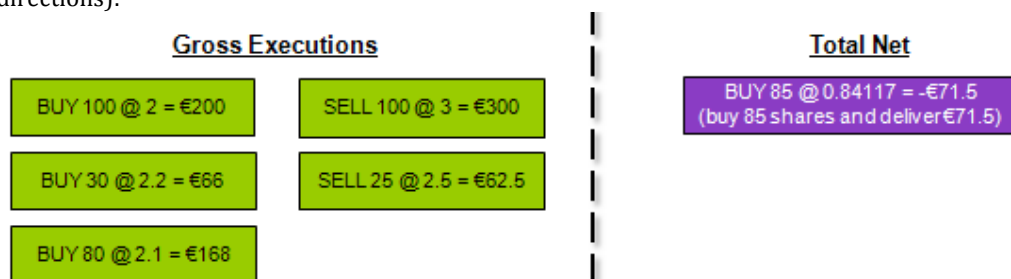 directions).
Gross Executions
Total Net
BUY 100 @ 2 = €200
SELL 100 @ 3 = €300
BUY 85 @ 0.84117 = -€71.5
(buy 85 shares and deliver €71.5)
BUY 30 @ 2.2 = €66
SELL 25 @ 2.5 = €62.5
BUY 80 @ 2.1 = €168